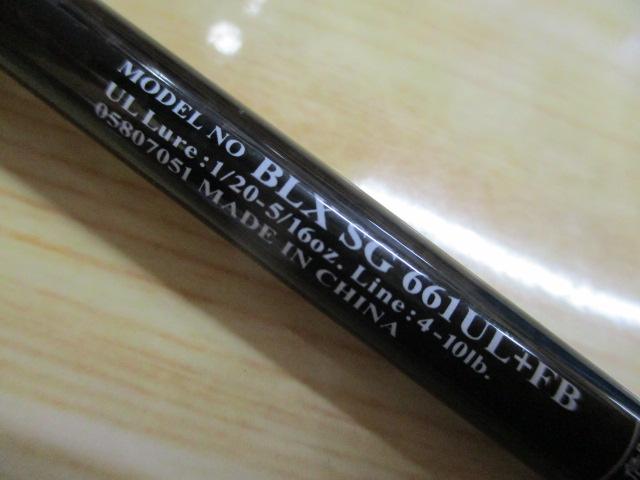 MODEL NO BLX SG 661UL+FB
UL Lure : 1/20-5/16oz. Line : 4-10lb.
05807051 MADE IN CHINA